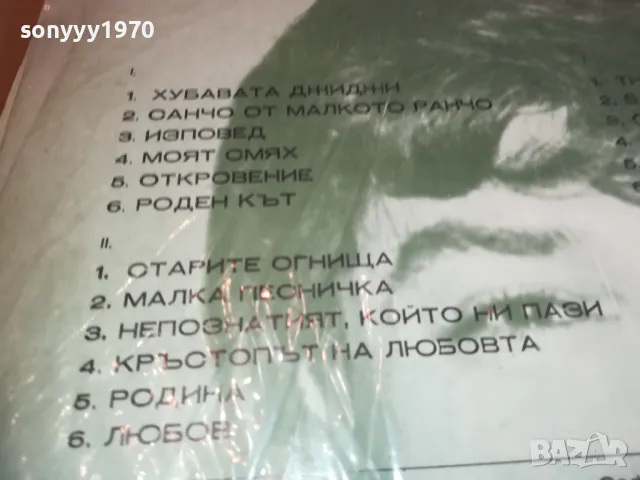 sonyyy1970
I.
1. ХУБАВАТА ДЖИДЖИ
2. САНЧО ОТ МАЛКОТО РАНЧО
3. ИЗПОВЕД
4. МОЯТ СМЯХ
5. ОТКРОВЕНИЕ
6. РОДЕН КЪТ
II.
1. СТАРИТЕ ОГНИЩА
2. МАЛКА ПЕСНИЧКА
3. НЕПОЗНАТИЯТ, КОЙТО НИ ПАЗИ
4. КРЪСТОПЪТ НА ЛЮБОВТА
5. РОДИНА
6. ЛЮБОВ
BAZAR